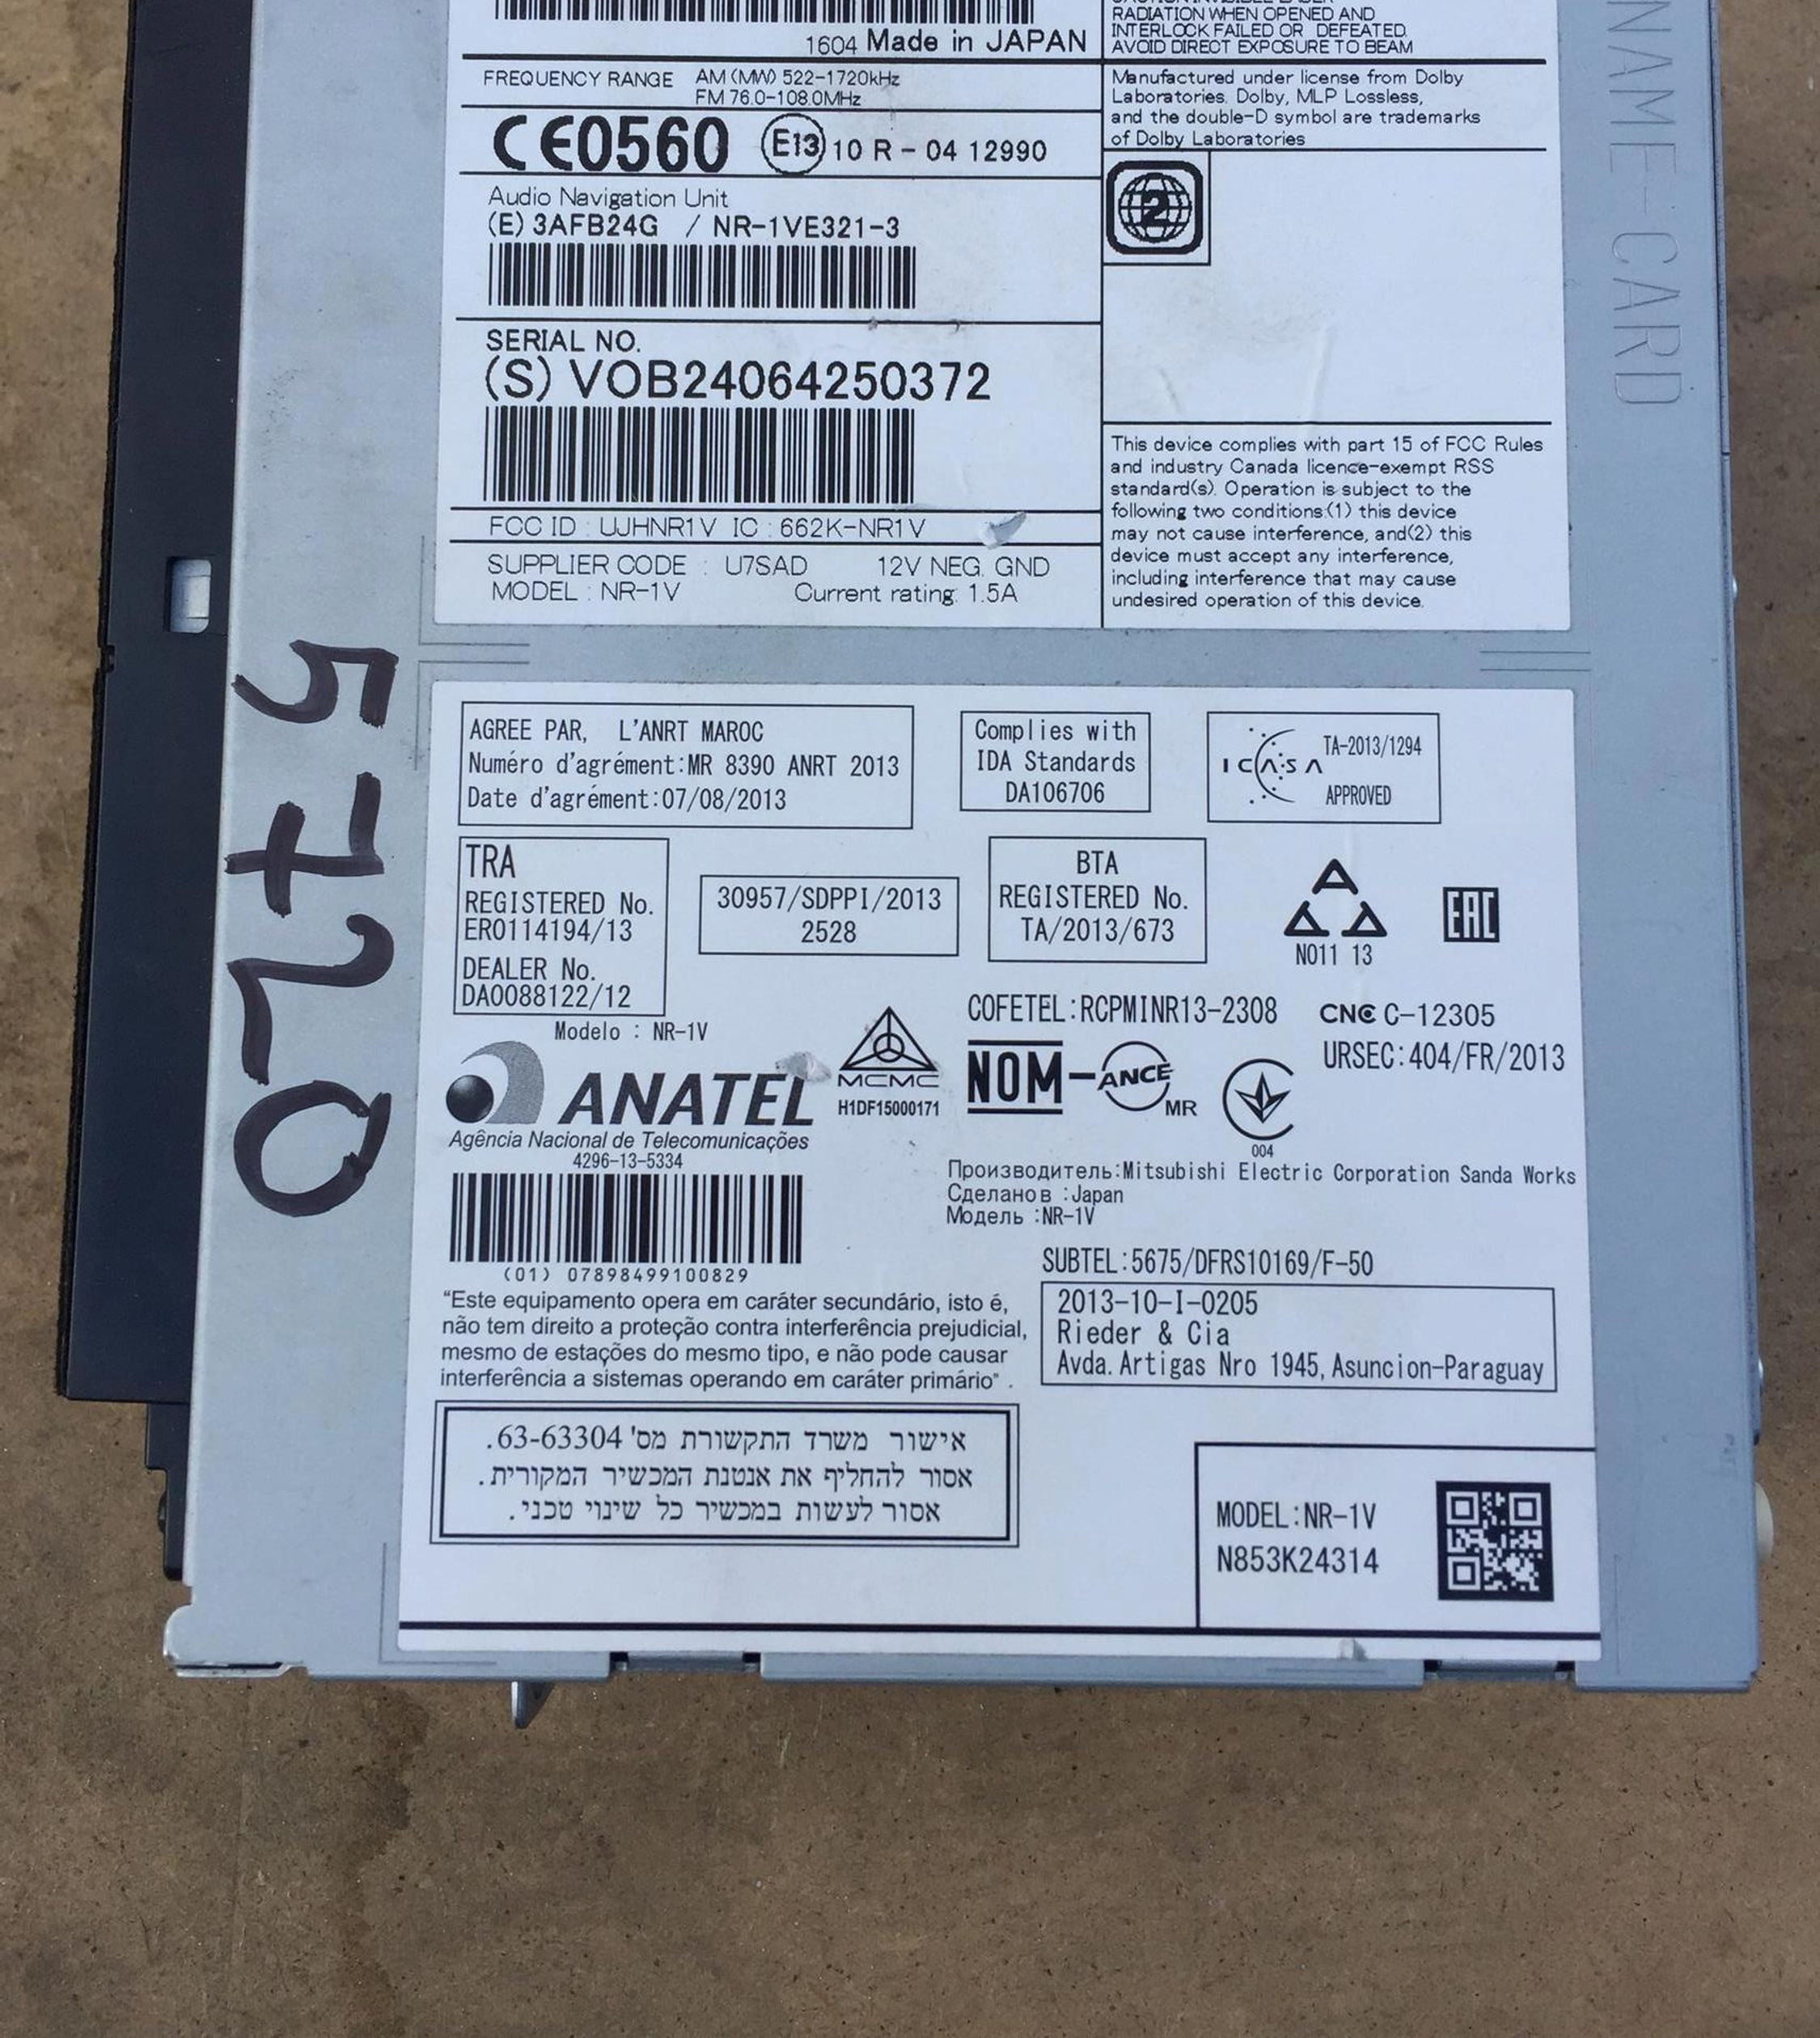 1604 Made in JAPAN
RADIATION WHEN OPENED AND
INTERLOCK FAILED OR DEFEATED.
AVOID DIRECT EXPOSURE TO BEAM
FREQUENCY RANGE AM (MW) 522-1720kHz
FM 76.0-108.0MHz
Manufactured under license from Dolby
Laboratories. Dolby, MLP Lossless,
and the double-D symbol are trademarks
of Dolby Laboratories
CE0560 E13 10 R - 04 12990
2
Audio Navigation Unit
(E) 3AFB24G / NR-1VE321-3
SERIAL NO.
(S) VOB24064250372
FCC ID : UJHNR1V IC : 662K-NR1V
SUPPLIER CODE : U7SAD 12V NEG. GND
MODEL : NR-1V Current rating: 1.5A
This device complies with part 15 of FCC Rules
and industry Canada licence-exempt RSS
standard(s). Operation is subject to the
following two conditions:(1) this device
may not cause interference, and(2) this
device must accept any interference,
including interference that may cause
undesired operation of this device.
NAME-CARD
5720
AGREE PAR, L'ANRT MAROC
Numéro d'agrément:MR 8390 ANRT 2013
Date d'agrément:07/08/2013
Complies with
IDA Standards
DA106706
ICASA TA-2013/1294
APPROVED
TRA
REGISTERED No.
ER0114194/13
DEALER No.
DA0088122/12
30957/SDPPI/2013
2528
BTA
REGISTERED No.
TA/2013/673
N011 13
EAC
Modelo : NR-1V
ANATEL
Agência Nacional de Telecomunicações
4296-13-5334
MCMC
H1DF15000171
COFETEL:RCPMINR13-2308
CNC C-12305
URSEC:404/FR/2013
NOM-ANCE
MR
004
(01) 07898499100829
Производитель:Mitsubishi Electric Corporation Sanda Works
Сделано в :Japan
Модель :NR-1V
SUBTEL:5675/DFRS10169/F-50
2013-10-I-0205
Rieder & Cia
Avda. Artigas Nro 1945, Asuncion-Paraguay
"Este equipamento opera em caráter secundário, isto é,
não tem direito a proteção contra interferência prejudicial,
mesmo de estações do mesmo tipo, e não pode causar
interferência a sistemas operando em caráter primário" .
אישור משרד התקשורת מס' 63-63304.
אסור להחליף את אנטנת המכשיר המקורית.
אסור לעשות במכשיר כל שינוי טכני.
MODEL:NR-1V
N853K24314